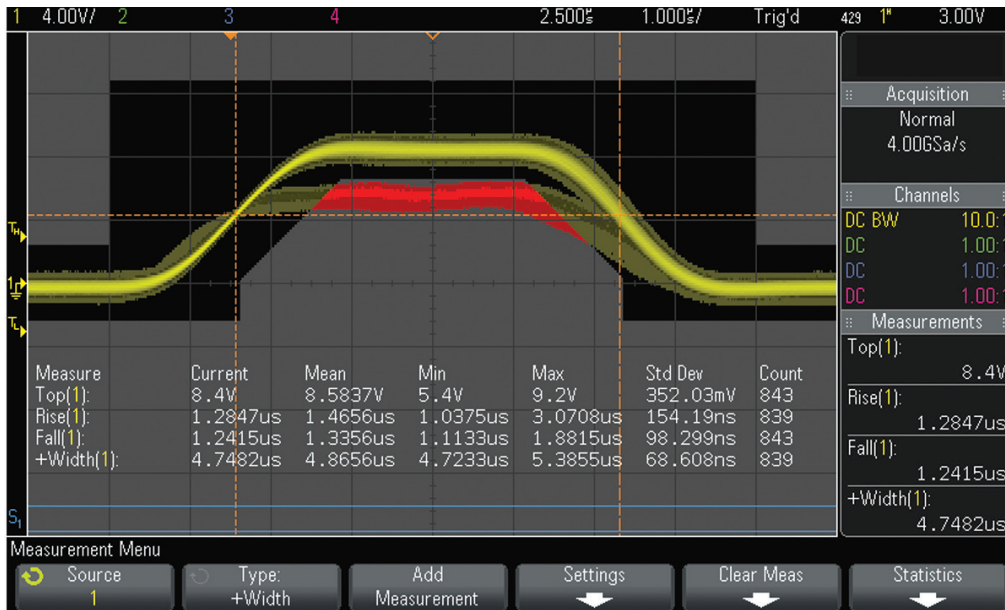 1 4.00V/ 2 3 4 2.500µs 1.000µs/ Trig'd 429 1 3.00V
Acquisition
Normal
4.00GSa/s
Channels
DC BW 10.0:
DC 1.00:
DC 1.00:
DC 1.00:
Measurements
Top(1):
8.4V
Rise(1):
1.2847us
Fall(1):
1.2415us
+Width(1):
4.7482us
TH
1
TL
Measure Current Mean Min Max Std Dev Count
Top(1): 8.4V 8.5837V 5.4V 9.2V 352.03mV 843
Rise(1): 1.2847us 1.4656us 1.0375us 3.0708us 154.19ns 839
Fall(1): 1.2415us 1.3356us 1.1133us 1.8815us 98.299ns 843
+Width(1): 4.7482us 4.8656us 4.7233us 5.3855us 68.608ns 839
S1
Measurement Menu
Source Type: Add Settings Clear Meas Statistics
1 +Width Measurement